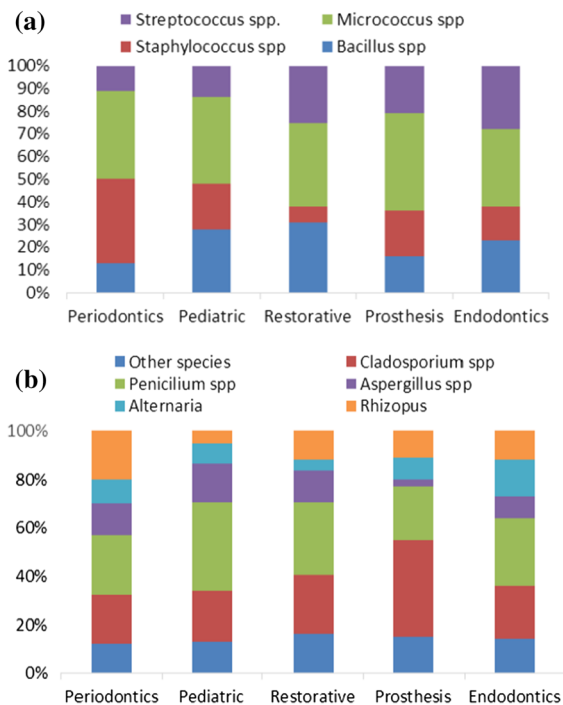 (a)
Streptococcus spp. Micrococcus spp
Staphylococcus spp Bacillus spp
100%
90%
80%
70%
60%
50%
40%
30%
20%
10%
0%
Periodontics Pediatric Restorative Prosthesis Endodontics
(b)
Other species Cladosporium spp
Penicilium spp Aspergillus spp
Alternaria Rhizopus
100%
80%
60%
40%
20%
0%
Periodontics Pediatric Restorative Prosthesis Endodontics